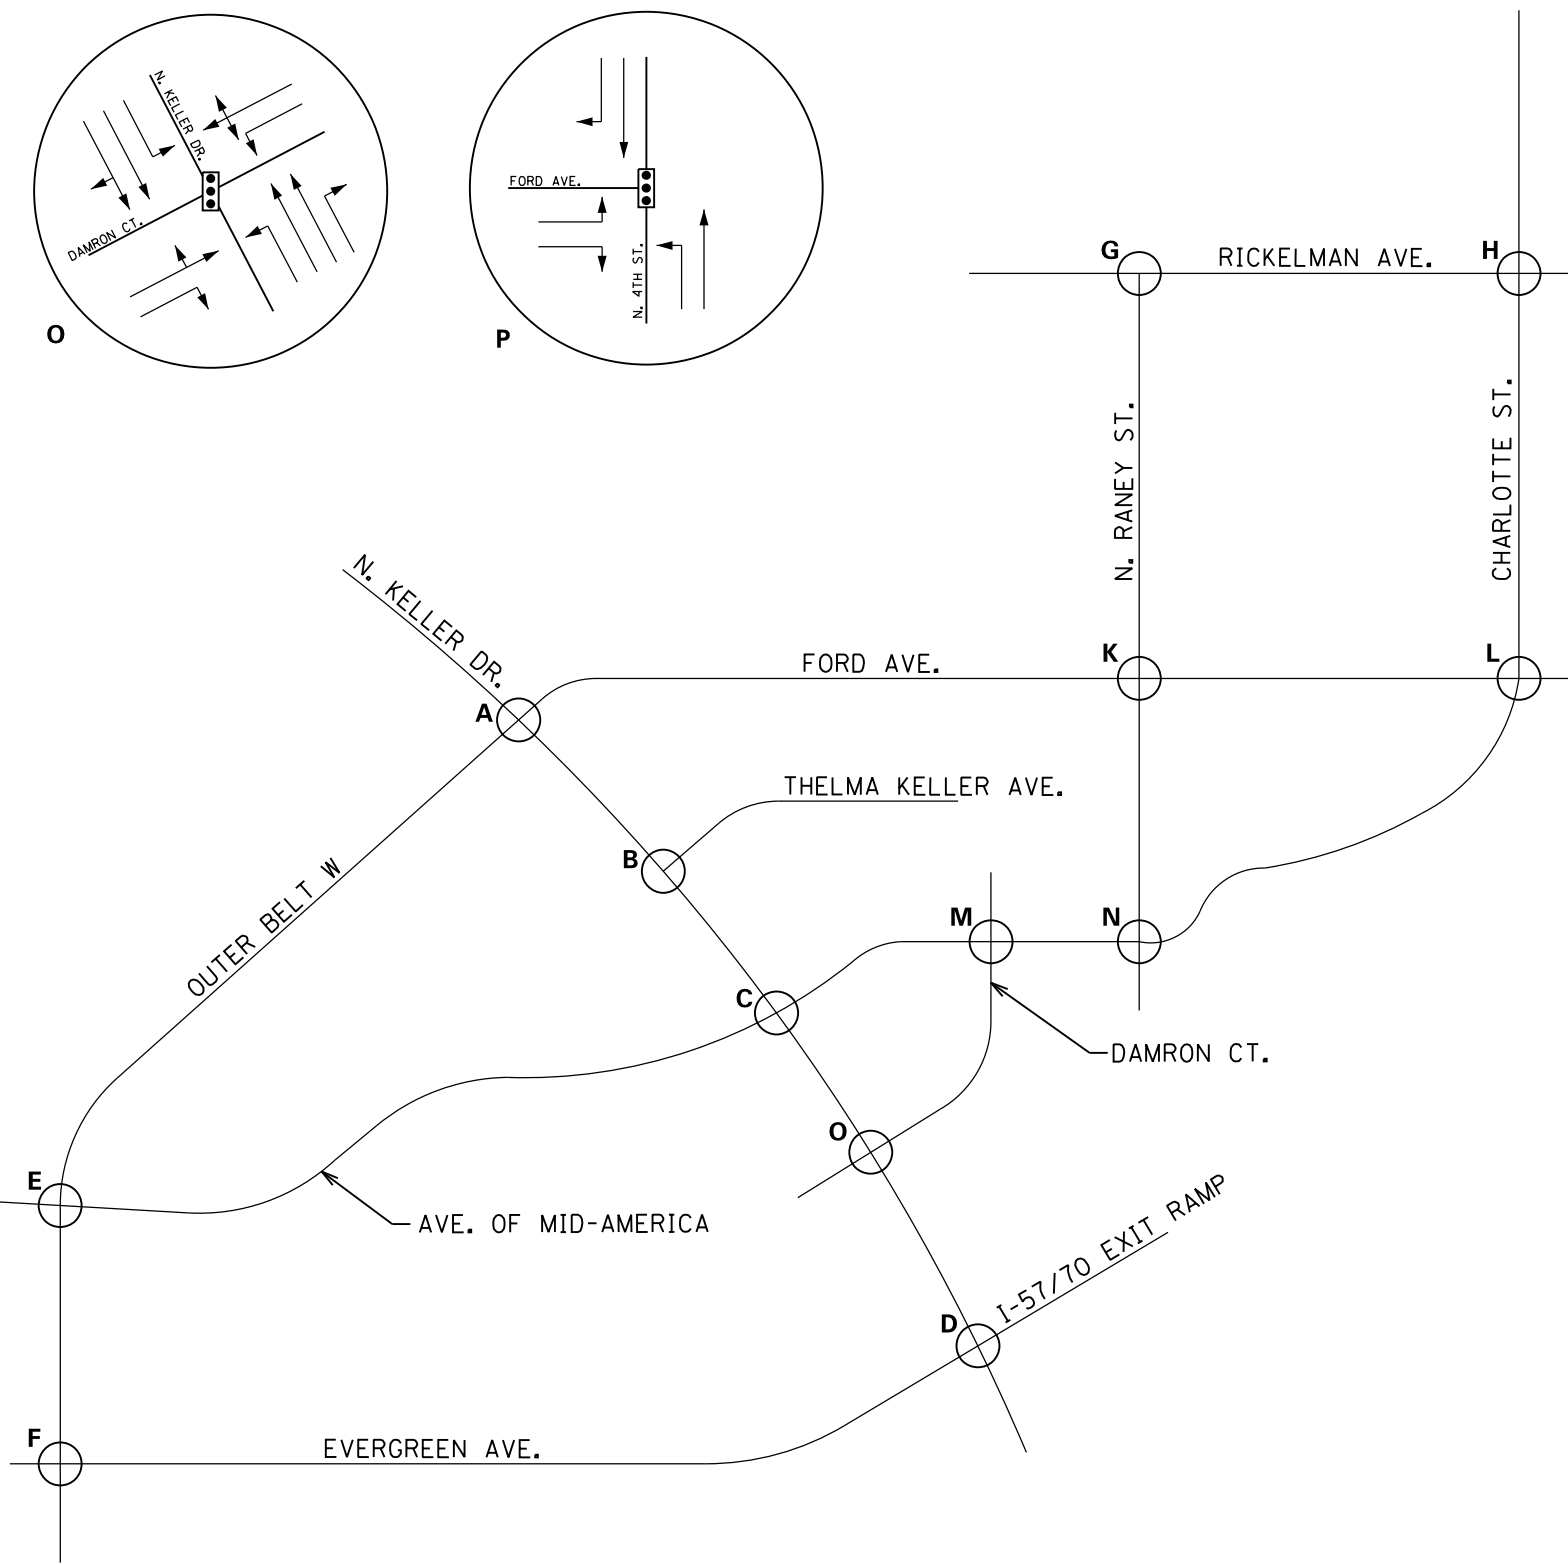 N. KELLER DR.
DAMRON CT.
O
FORD AVE.
N. 4TH ST.
P
G
RICKELMAN AVE.
H
N. RANEY ST.
CHARLOTTE ST.
N. KELLER DR.
A
FORD AVE.
K
L
THELMA KELLER AVE.
B
OUTER BELT W
M
N
C
DAMRON CT.
O
E
AVE. OF MID-AMERICA
I-57/70 EXIT RAMP
D
F
EVERGREEN AVE.